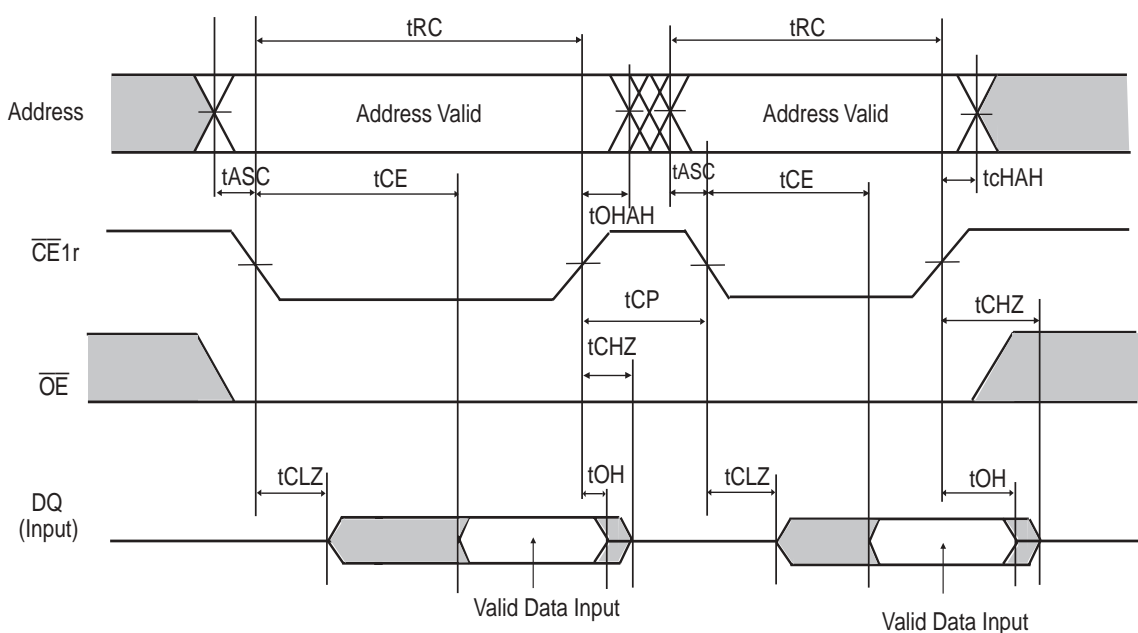 tRC
tRC
Address
Address Valid
Address Valid
tASC
tCE
tOHAH
tASC
tCE
tcHAH
CE1r
tCP
tCHZ
tCHZ
OE
tCLZ
tOH
tCLZ
tOH
DQ
(Input)
Valid Data Input
Valid Data Input